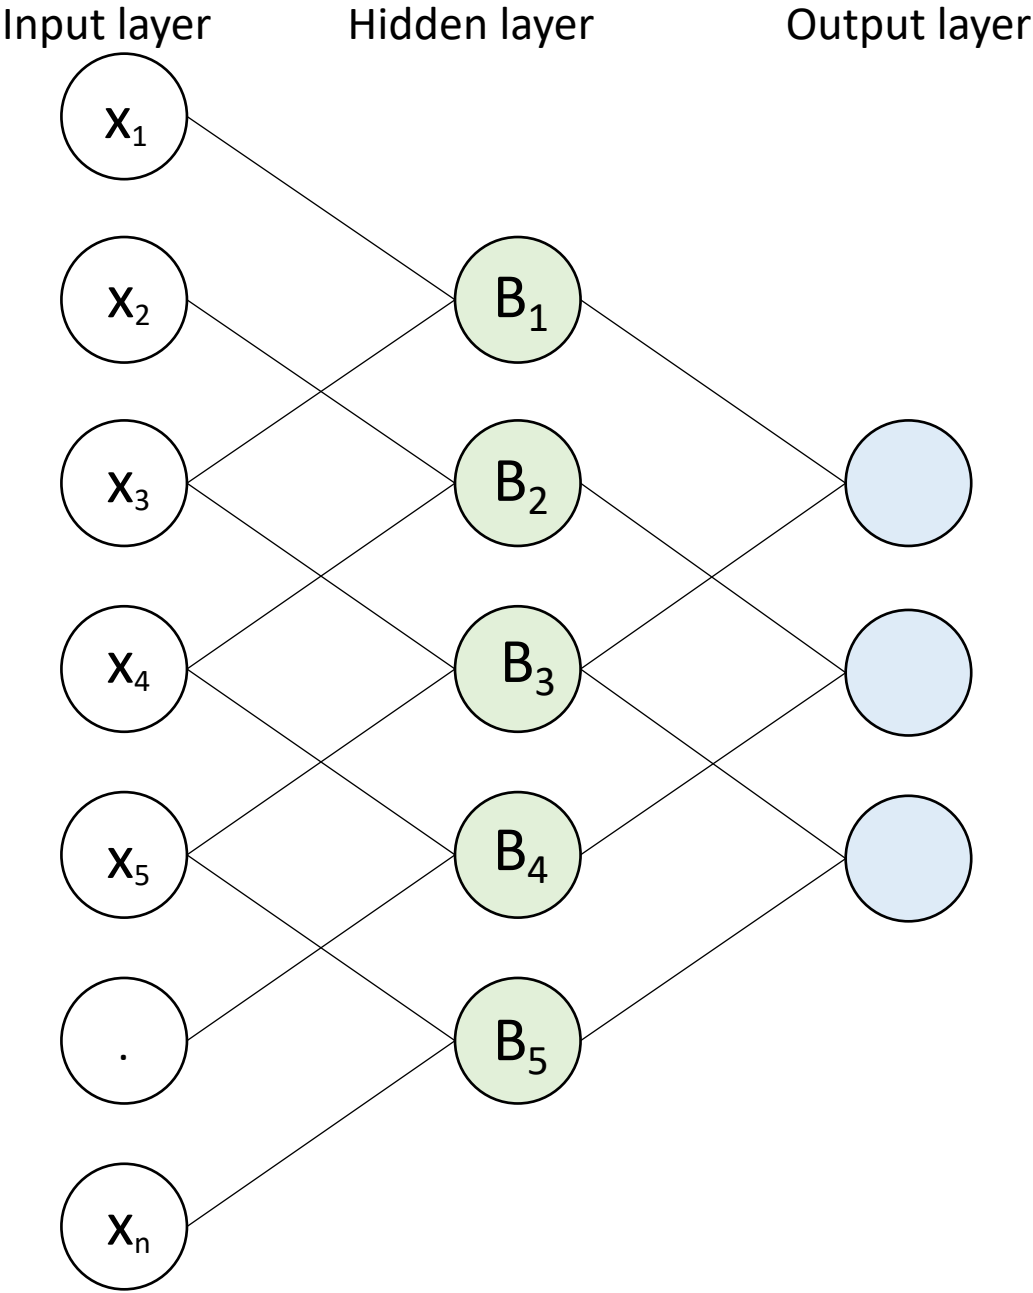 Input layer Hidden layer Output layer
x₁
x₂ B₁
x₃ B₂
x₄ B₃
x₅ B₄
. B₅
xₙ